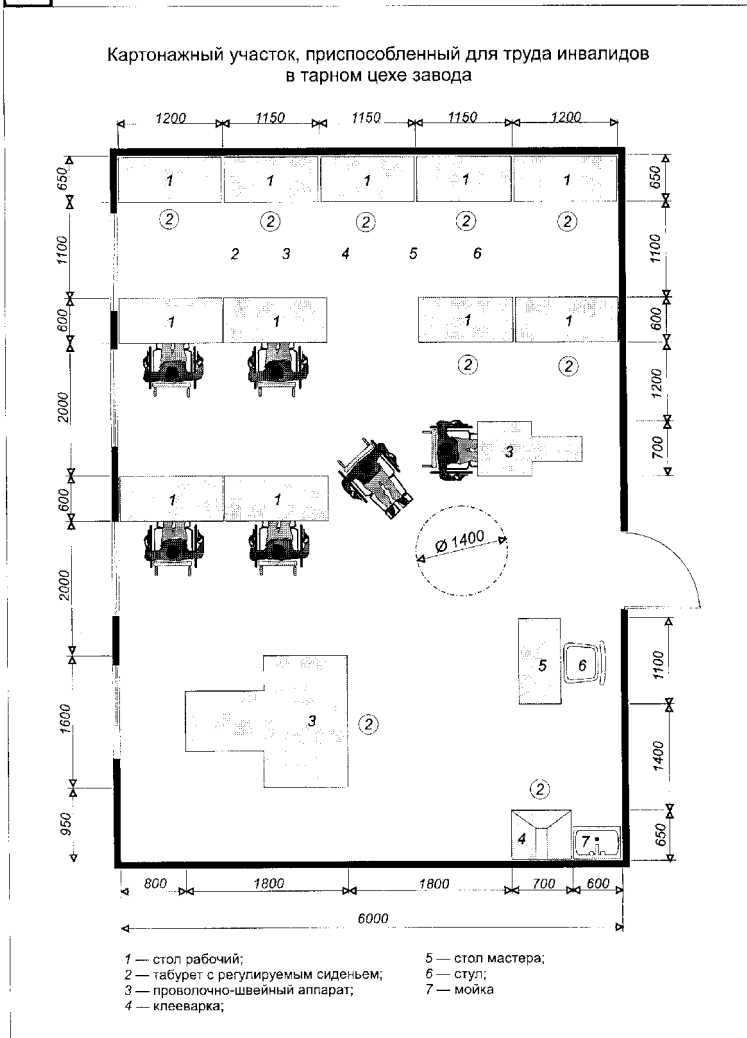 Картонажный участок, приспособленный для труда инвалидов
в тарном цехе завода
1200 1150 1150 1150 1200
650 1 1 1 1 1 650
2 2 2 2 2
1100 2 3 4 5 6 1100
600 1 1 1 1 600
2 2
2000 1200
3 700
600 1 1
Ø 1400
2000
5 6 1100
1600 3 2
1400
2
950 4 7 650
800 1800 1800 700 600
6000
1 — стол рабочий;
2 — табурет с регулируемым сиденьем;
3 — проволочно-швейный аппарат;
4 — клееварка;
5 — стол мастера;
6 — стул;
7 — мойка